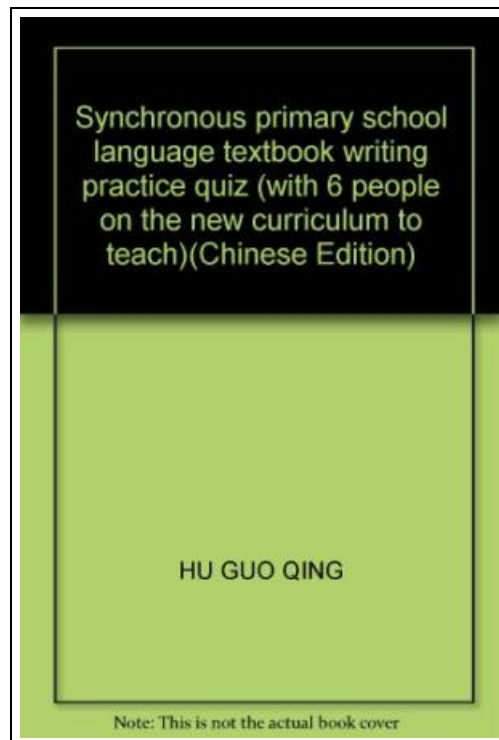 Synchronous primary school
language textbook writing
practice quiz (with 6 people
on the new curriculum to
teach)(Chinese Edition)
HU GUO QING
Note: This is not the actual book cover